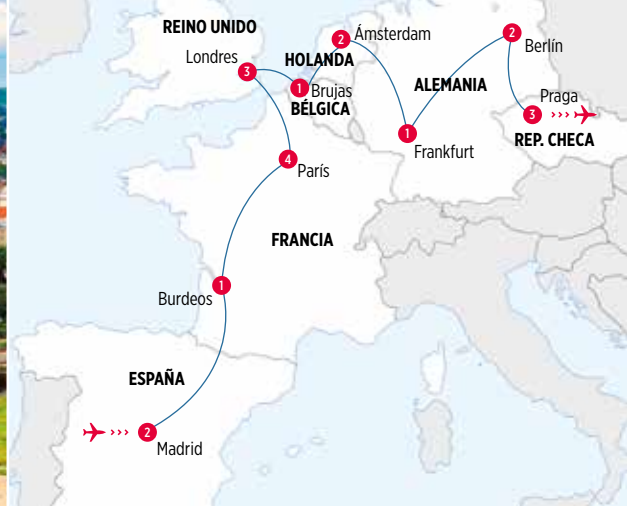 REINO UNIDO
Londres
3
HOLANDA
2
Ámsterdam
1
Brujas
BÉLGICA
ALEMANIA
2
Berlín
Praga
3
REP. CHECA
1
Frankfurt
4
París
FRANCIA
1
Burdeos
ESPAÑA
2
Madrid